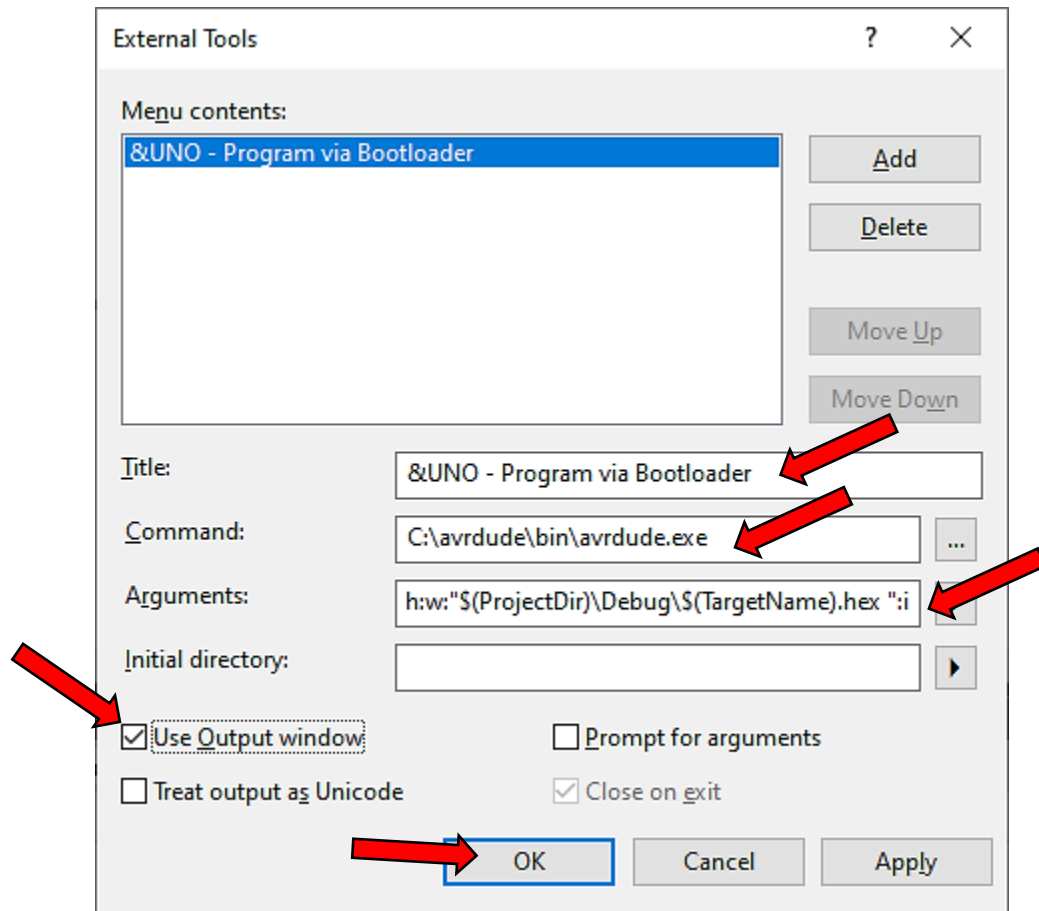 External Tools ?
Menu contents:
&UNO - Program via Bootloader
Add
Delete
Move Up
Move Down
Title: &UNO - Program via Bootloader
Command: C:\avrdude\bin\avrdude.exe ...
Arguments: h:w:"$(ProjectDir)\Debug\$(TargetName).hex ":i
Initial directory:
Use Output window Prompt for arguments
Treat output as Unicode Close on exit
OK Cancel Apply